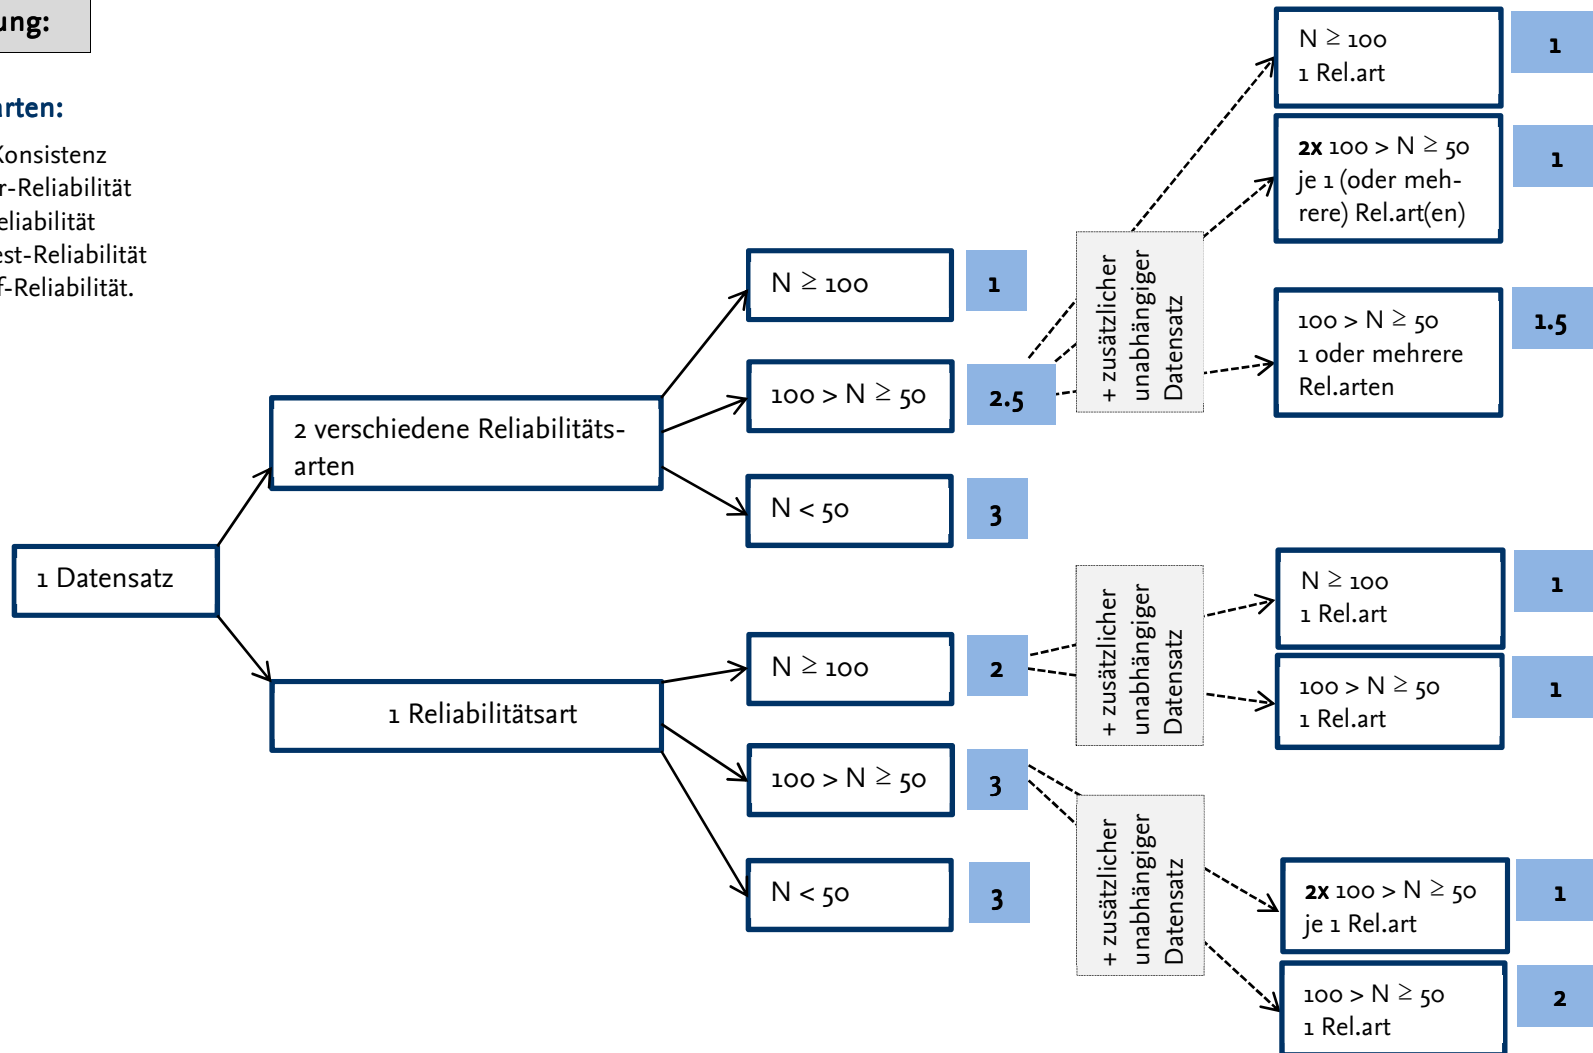 ung:
arten:
Konsistenz
r-Reliabilität
eliabilität
est-Reliabilität
f-Reliabilität.
1 Datensatz
2 verschiedene Reliabilitäts-
arten
1 Reliabilitätsart
N ≥ 100
1
100 > N ≥ 50
2.5
N < 50
3
N ≥ 100
2
100 > N ≥ 50
3
N < 50
3
+ zusätzlicher
unabhängiger
Datensatz
+ zusätzlicher
unabhängiger
Datensatz
+ zusätzlicher
unabhängiger
Datensatz
N ≥ 100
1 Rel.art
1
2x 100 > N ≥ 50
je 1 (oder meh-
rere) Rel.art(en)
1
100 > N ≥ 50
1 oder mehrere
Rel.arten
1.5
N ≥ 100
1 Rel.art
1
100 > N ≥ 50
1 Rel.art
1
2x 100 > N ≥ 50
je 1 Rel.art
1
100 > N ≥ 50
1 Rel.art
2